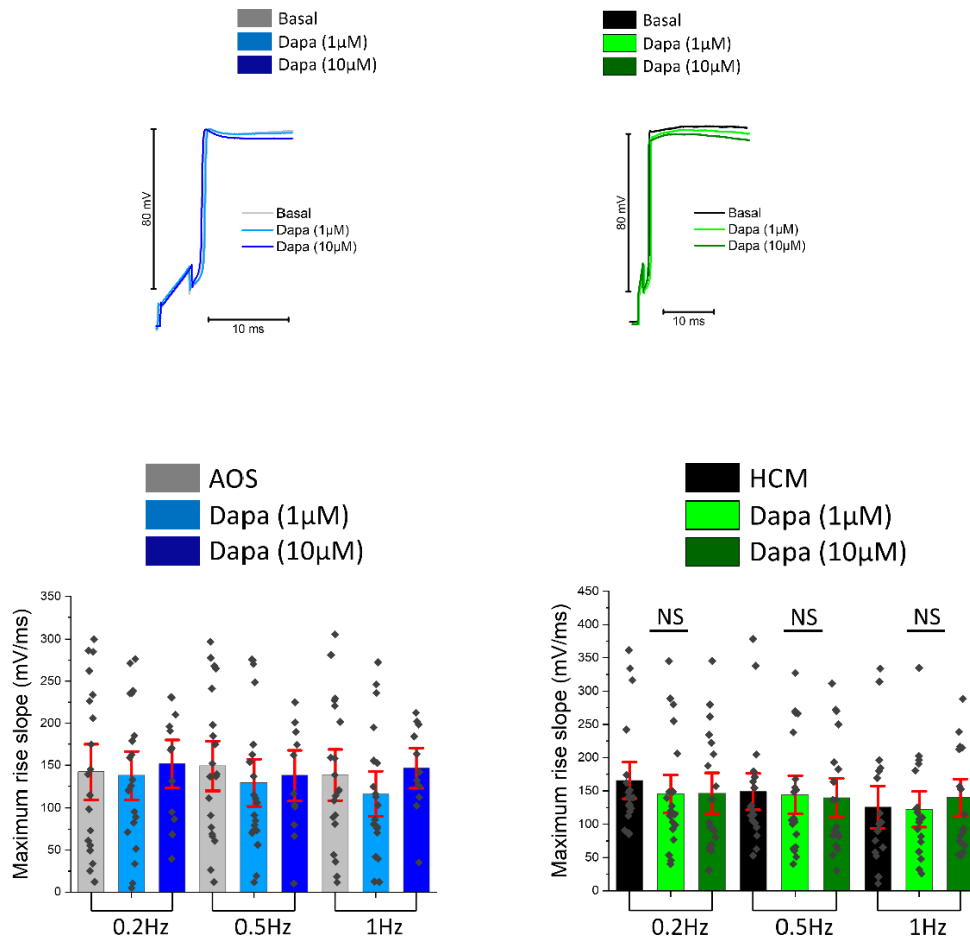 Basal
Dapa (1µM)
Dapa (10µM)
Basal
Dapa (1µM)
Dapa (10µM)
80 mV
Basal
Dapa (1µM)
Dapa (10µM)
10 ms
80 mV
Basal
Dapa (1µM)
Dapa (10µM)
10 ms
AOS
Dapa (1µM)
Dapa (10µM)
HCM
Dapa (1µM)
Dapa (10µM)
Maximum rise slope (mV/ms)
350
300
250
200
150
100
50
0
0.2Hz 0.5Hz 1Hz
Maximum rise slope (mV/ms)
450
400
350
300
250
200
150
100
50
0
NS NS NS
0.2Hz 0.5Hz 1Hz